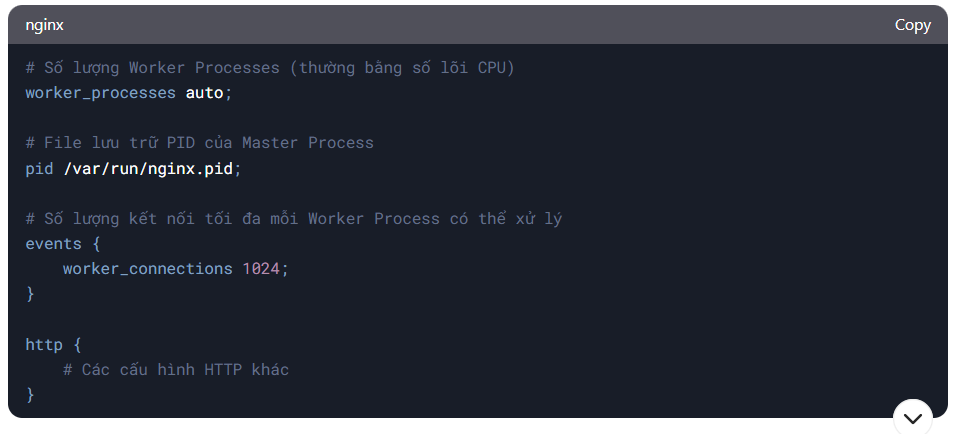 nginx
Copy
# Số lượng Worker Processes (thường bằng số lõi CPU)
worker_processes auto;
# File lưu trữ PID của Master Process
pid /var/run/nginx.pid;
# Số lượng kết nối tối đa mỗi Worker Process có thể xử lý
events {
    worker_connections 1024;
}
http {
    # Các cấu hình HTTP khác
}